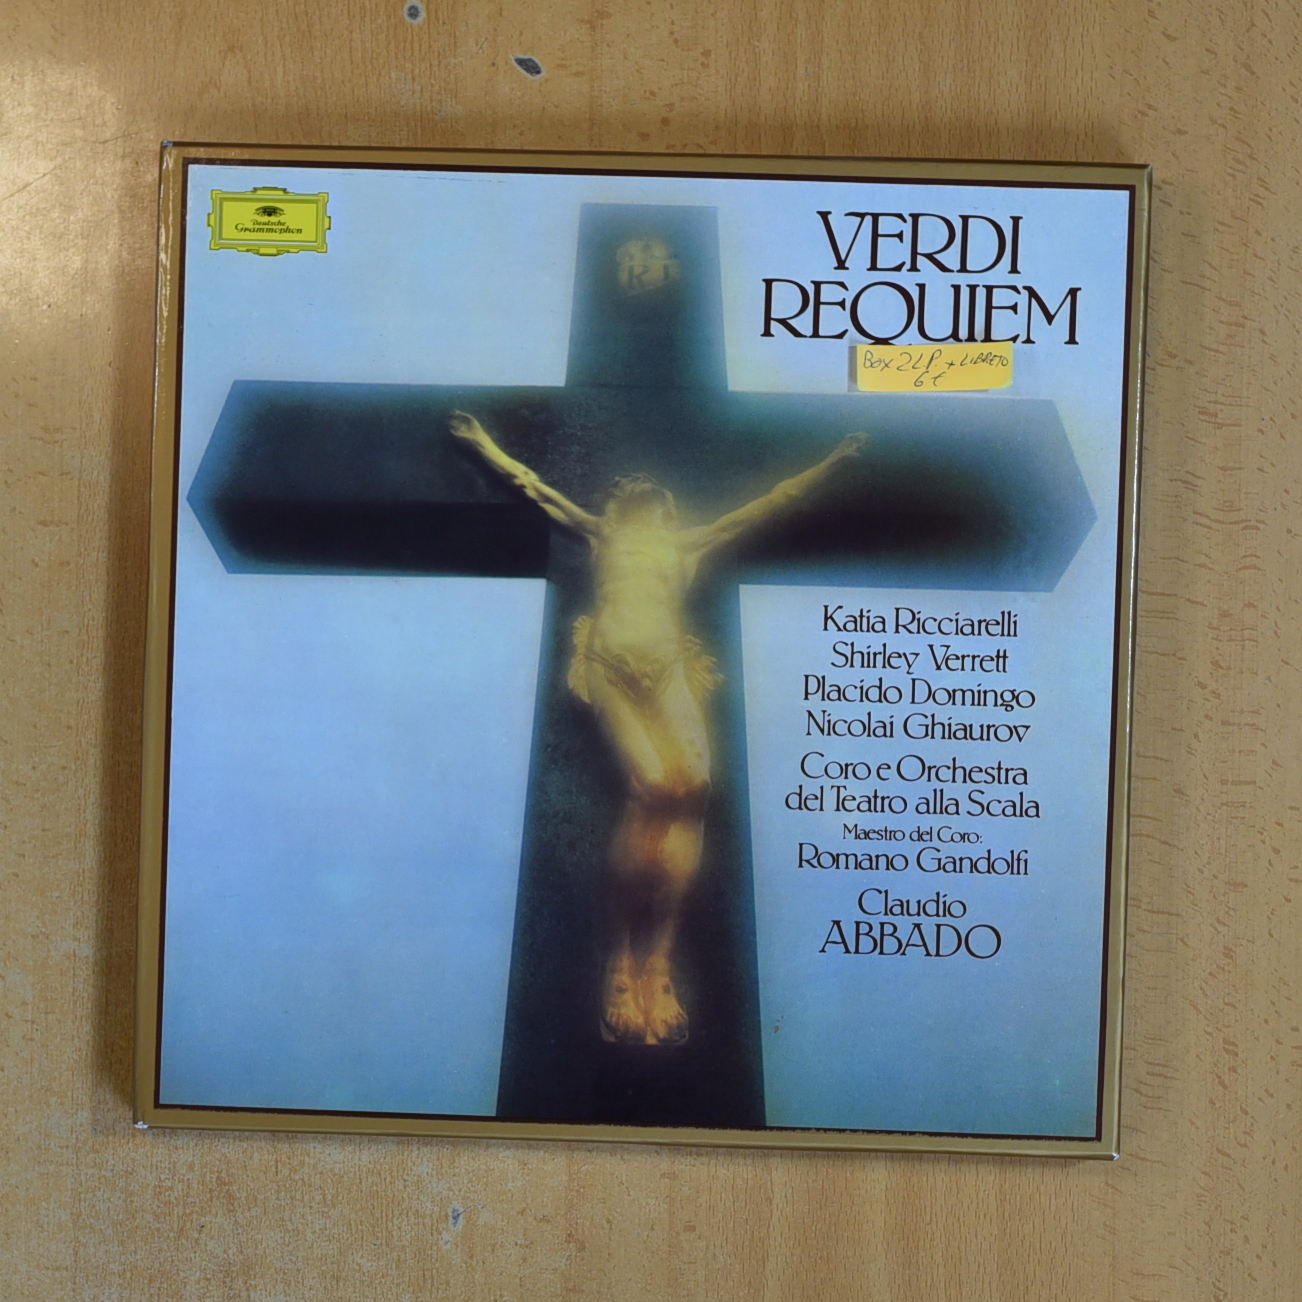 Deutsche
Grammophon
VERDI
REQUIEM
Box 2LP. + LIBRETO
6€
Katia Ricciarelli
Shirley Verrett
Placido Domingo
Nicolai Ghiaurov
Coro e Orchestra
del Teatro alla Scala
Maestro del Coro:
Romano Gandolfi
Claudio
ABBADO